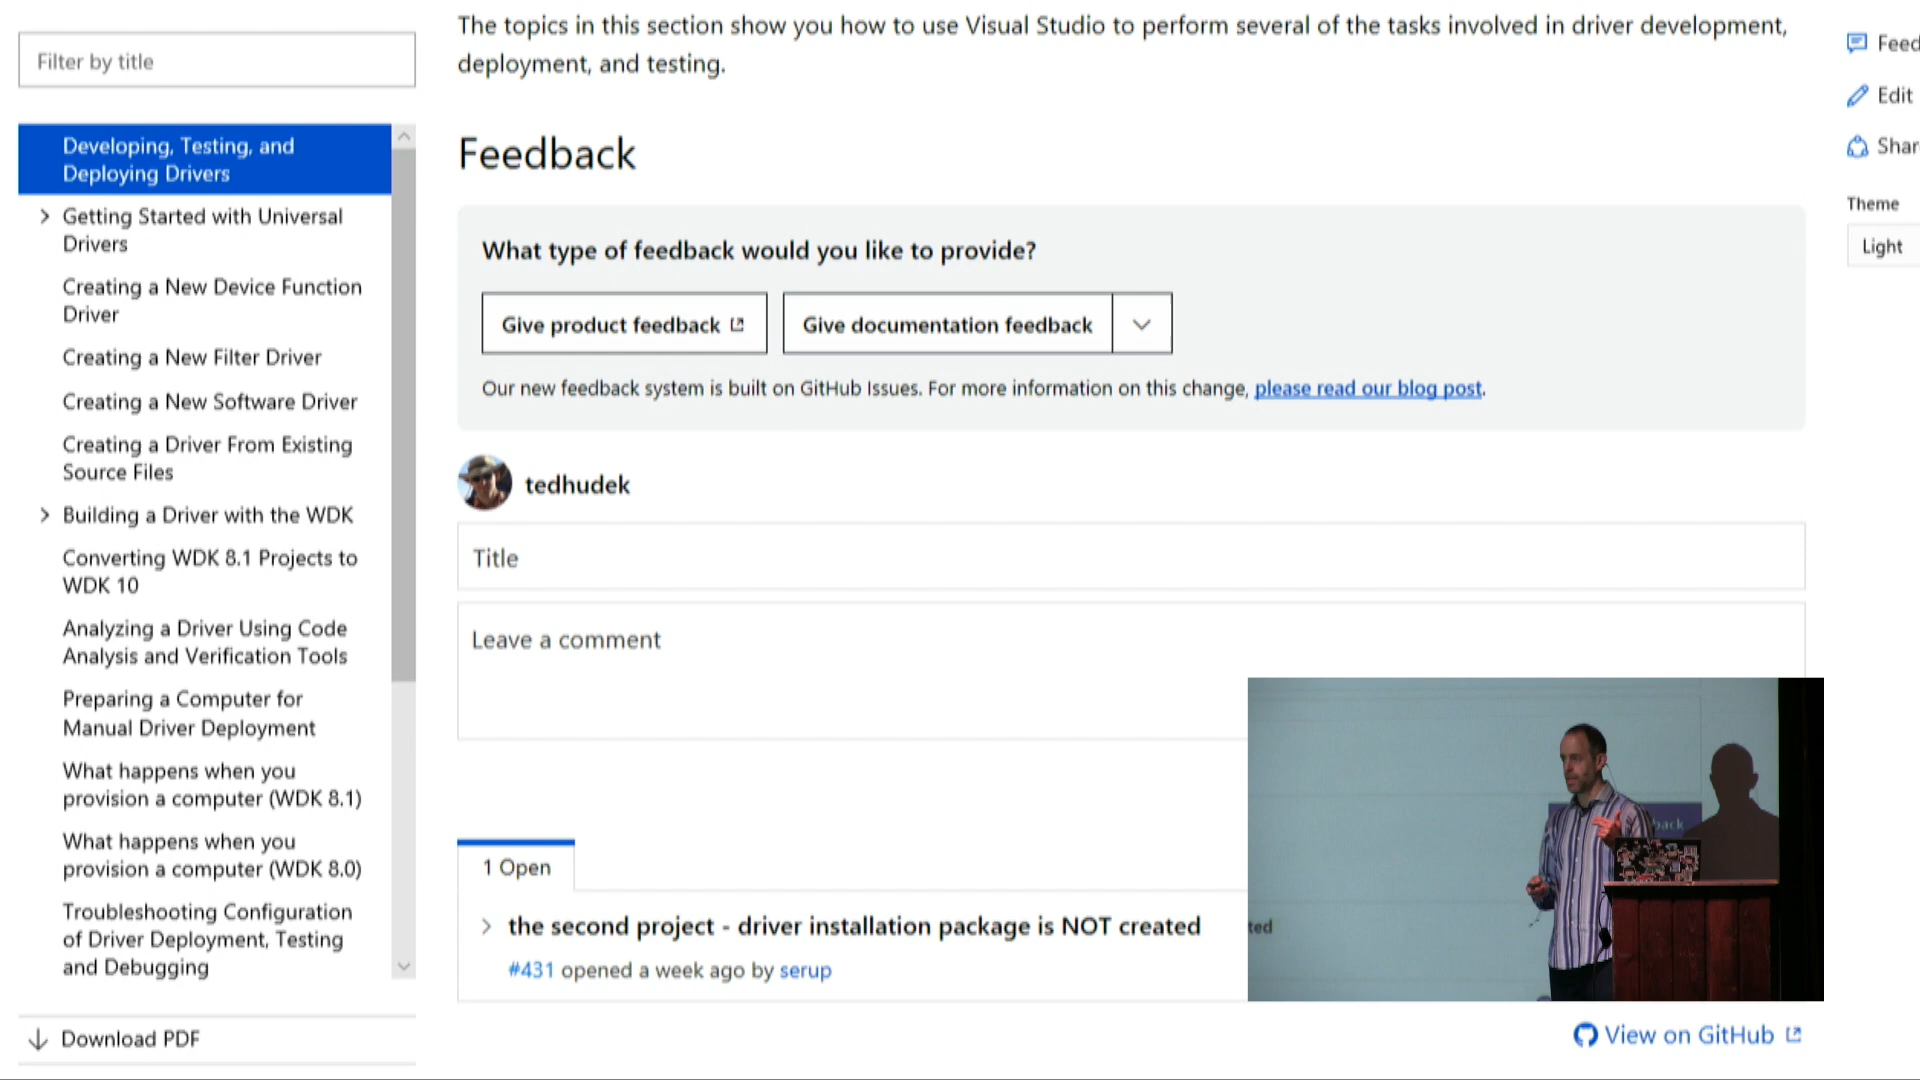 Filter by title
Developing, Testing, and
Deploying Drivers
Getting Started with Universal
Drivers
Creating a New Device Function
Driver
Creating a New Filter Driver
Creating a New Software Driver
Creating a Driver From Existing
Source Files
Building a Driver with the WDK
Converting WDK 8.1 Projects to
WDK 10
Analyzing a Driver Using Code
Analysis and Verification Tools
Preparing a Computer for
Manual Driver Deployment
What happens when you
provision a computer (WDK 8.1)
What happens when you
provision a computer (WDK 8.0)
Troubleshooting Configuration
of Driver Deployment, Testing
and Debugging
Download PDF
The topics in this section show you how to use Visual Studio to perform several of the tasks involved in driver development,
deployment, and testing.
Feedback
What type of feedback would you like to provide?
Give product feedback
Give documentation feedback
Our new feedback system is built on GitHub Issues. For more information on this change, please read our blog post.
tedhudek
Title
Leave a comment
1 Open
the second project - driver installation package is NOT created
#431 opened a week ago by serup
back
ted
View on GitHub
Feed
Edit
Shar
Theme
Light